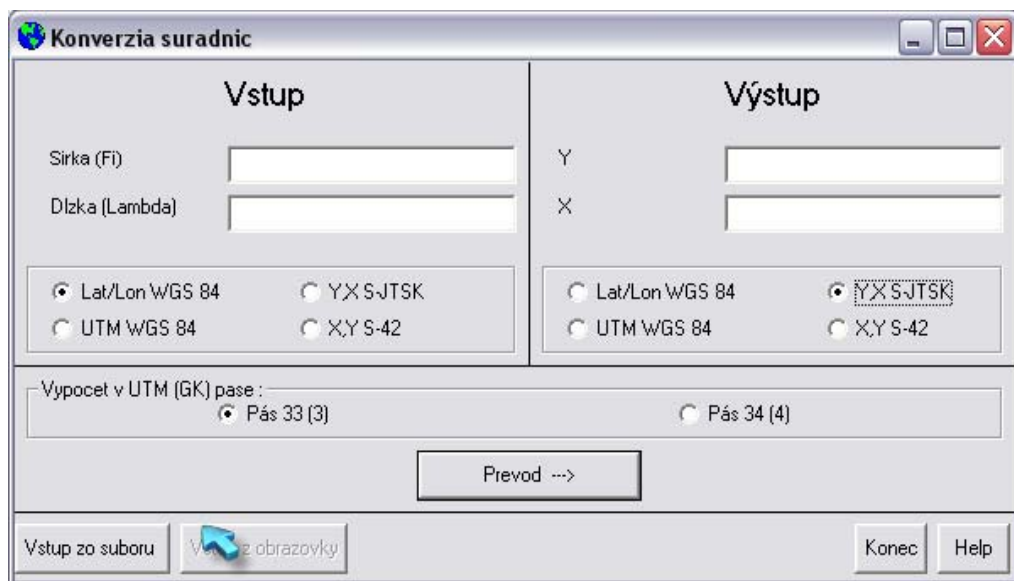 Konverzia suradnic
Vstup
Výstup
Sirka (Fi)
Y
Dlzka (Lambda)
X
Lat/Lon WGS 84
Y,X S-JTSK
UTM WGS 84
X,Y S-42
Lat/Lon WGS 84
Y,X S-JTSK
UTM WGS 84
X,Y S-42
Vypocet v UTM (GK) pase :
Pás 33 (3)
Pás 34 (4)
Prevod --->
Vstup zo suboru
z obrazovky
Konec
Help